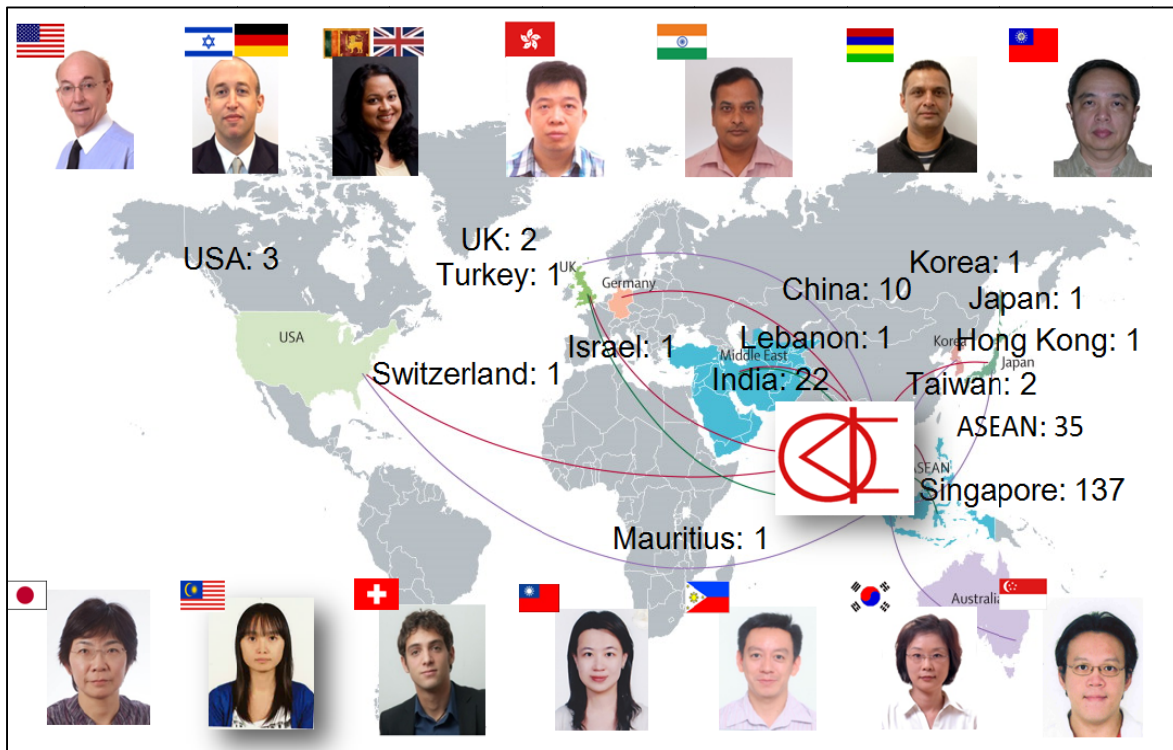 USA: 3
UK: 2
Turkey: 1
UK
Germany
Korea: 1
China: 10
Japan: 1
USA
Israel: 1
Lebanon: 1
Middle East
Korea
Hong Kong: 1
Japan
Switzerland: 1
India: 22
Taiwan: 2
ASEAN: 35
ASEAN
Singapore: 137
Mauritius: 1
Australia